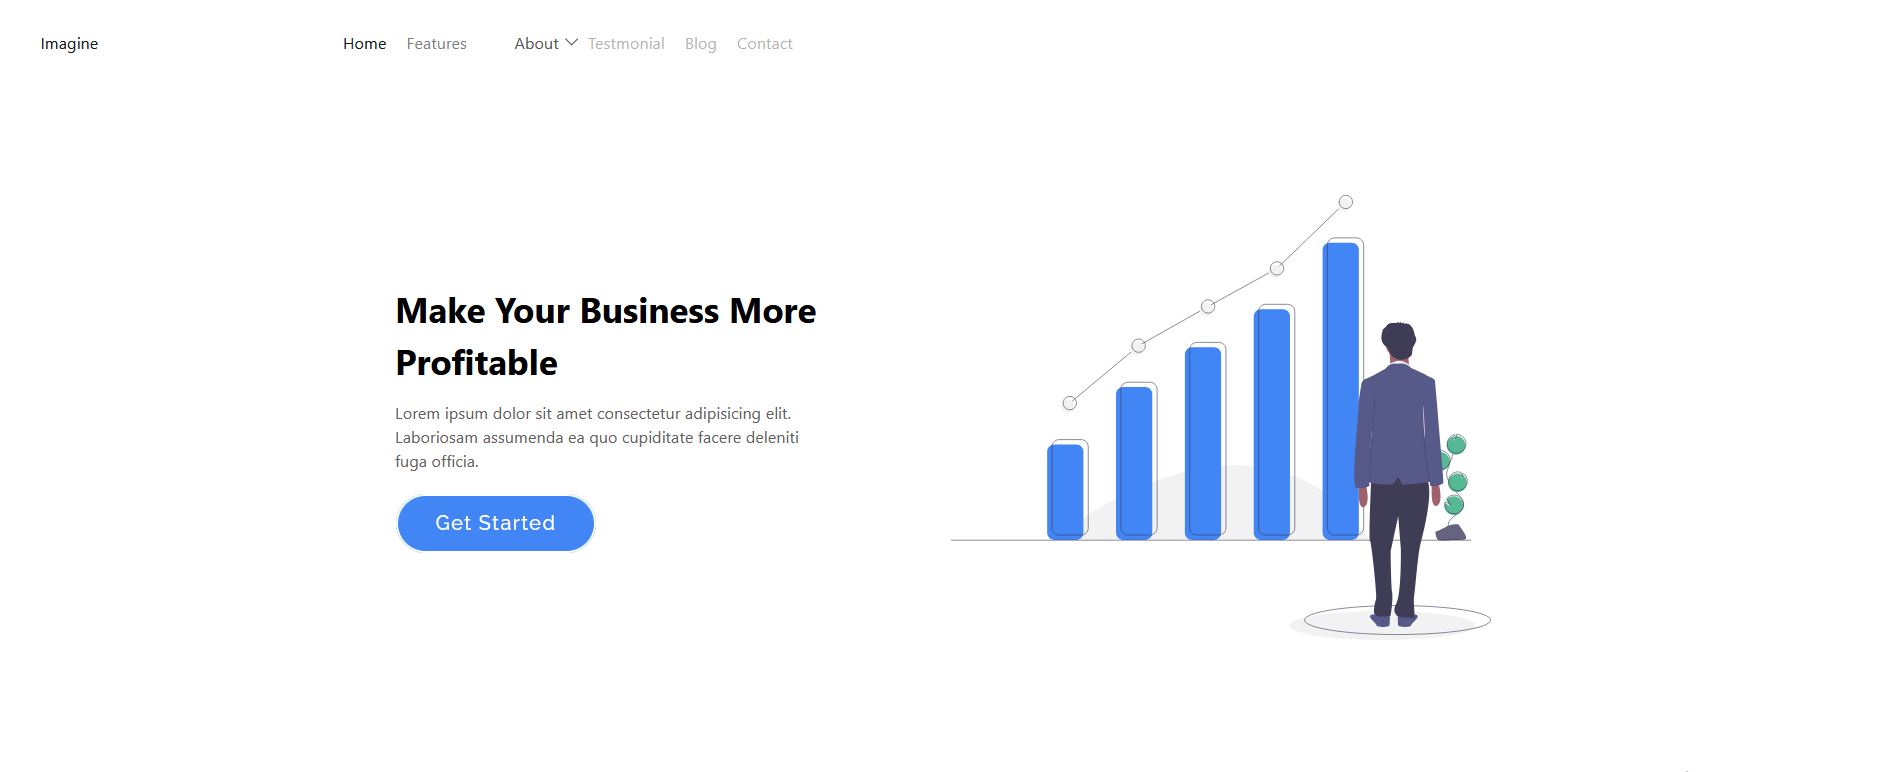 Imagine
Home Features About Testmonial Blog Contact
Make Your Business More
Profitable
Lorem ipsum dolor sit amet consectetur adipisicing elit.
Laboriosam assumenda ea quo cupiditate facere deleniti
fuga officia.
Get Started